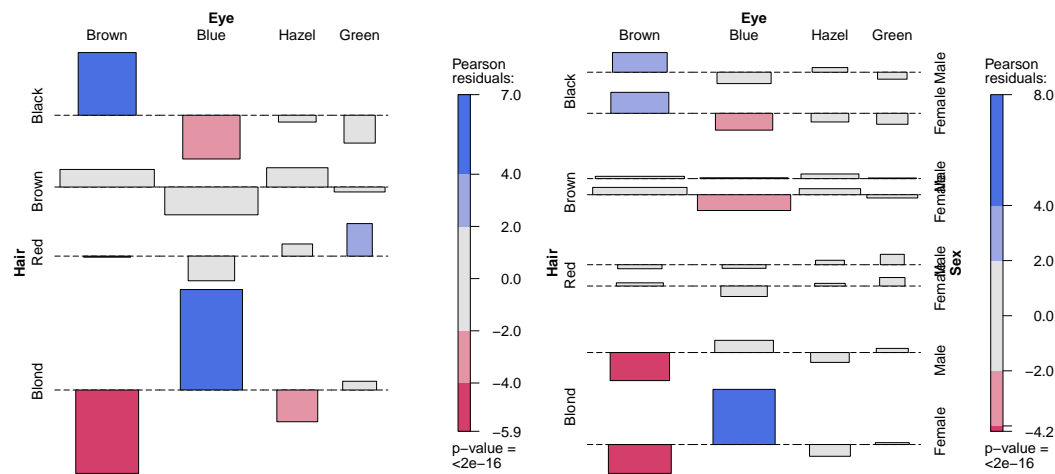 Eye
Brown Blue Hazel Green
Hair
Black
Brown
Red
Blond
Pearson
residuals:
7.0
4.0
2.0
0.0
−2.0
−4.0
−5.9
p−value =
<2e−16
Eye
Brown Blue Hazel Green
Hair
Black
Brown
Red
Blond
Sex
Male
Female
Male
Female
Male
Female
Male
Female
Pearson
residuals:
8.0
4.0
2.0
0.0
−2.0
−4.2
p−value =
<2e−16